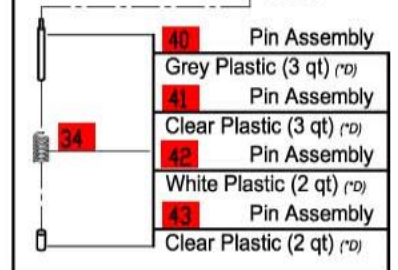 40 Pin Assembly
Grey Plastic (3 qt) (*D)
41 Pin Assembly
Clear Plastic (3 qt) (*D)
34
42 Pin Assembly
White Plastic (2 qt) (*D)
43 Pin Assembly
Clear Plastic (2 qt) (*D)